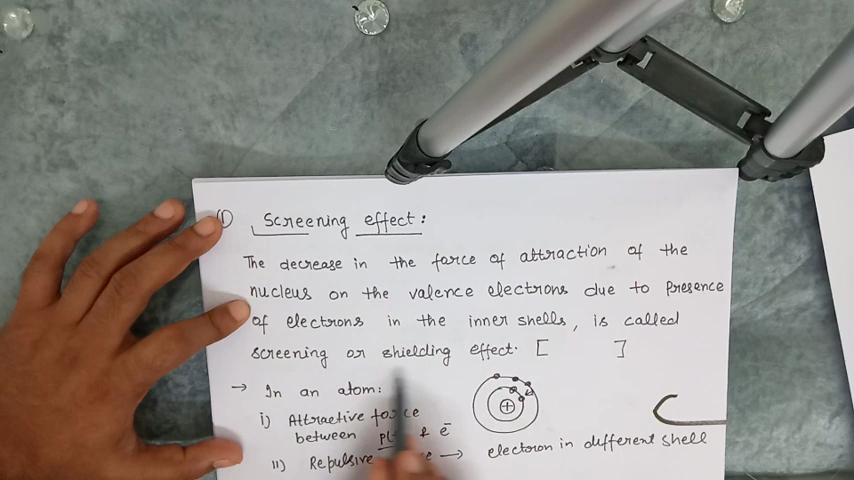 ① Screening effect:
The decrease in the force of attraction of the
nucleus on the valence electrons due to presence
of electrons in the inner shells, is called
screening or shielding effect. [ ]
→ In an atom:
i) Attractive force
between & e⁻
+
ii) Repulsive → electron in different shell